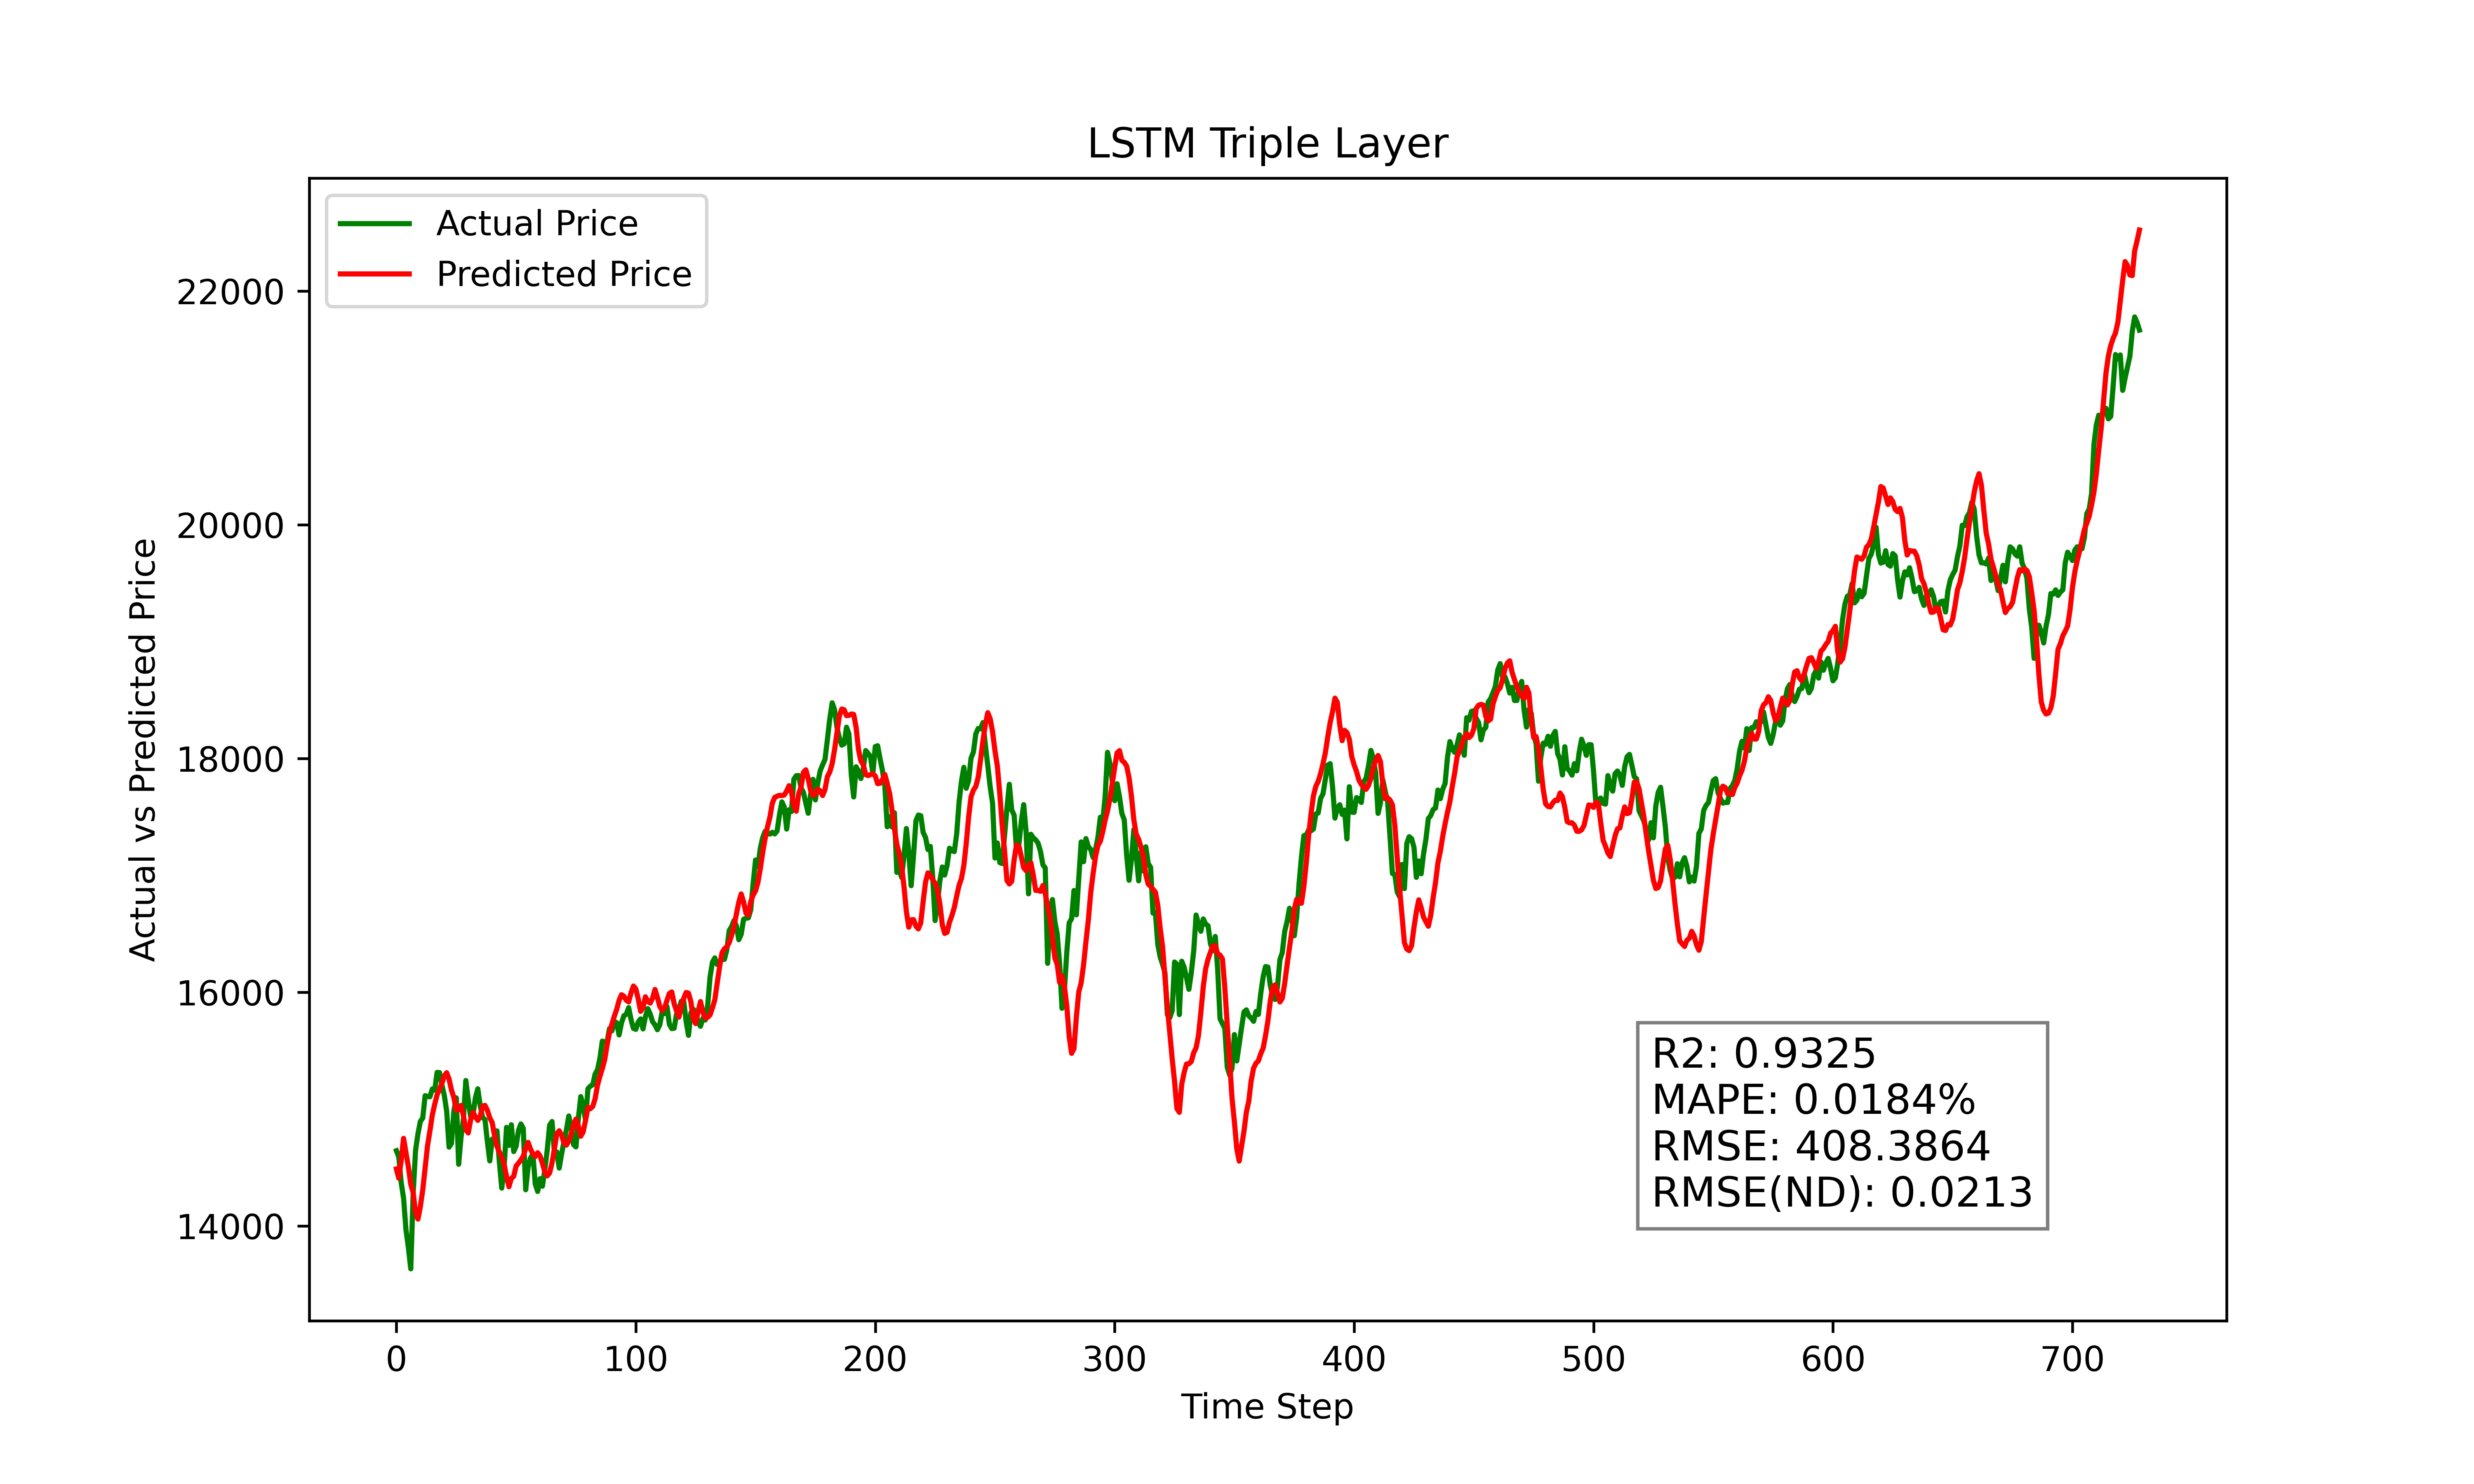 LSTM Triple Layer
Actual Price
Predicted Price
22000
20000
18000
16000
14000
Actual vs Predicted Price
R2: 0.9325
MAPE: 0.0184%
RMSE: 408.3864
RMSE(ND): 0.0213
0 100 200 300 400 500 600 700
Time Step